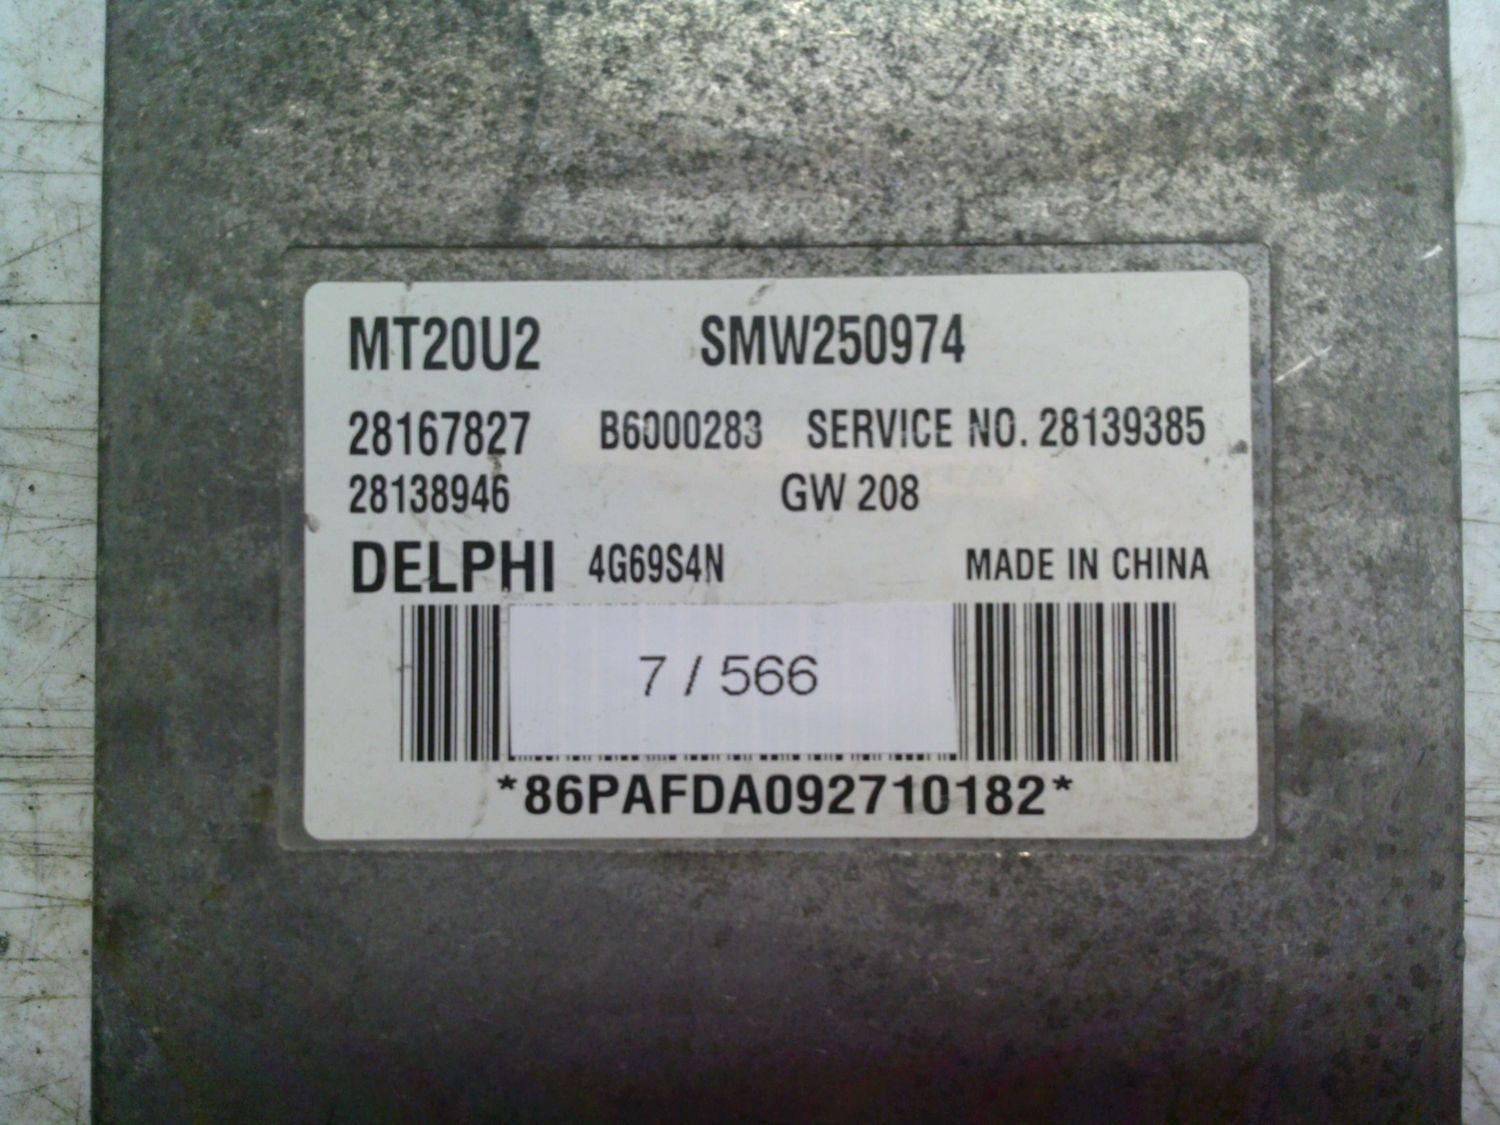 MT20U2 SMW250974
28167827 B6000283 SERVICE NO. 28139385
28138946 GW 208
DELPHI 4G69S4N MADE IN CHINA
7 / 566
*86PAFDA092710182*